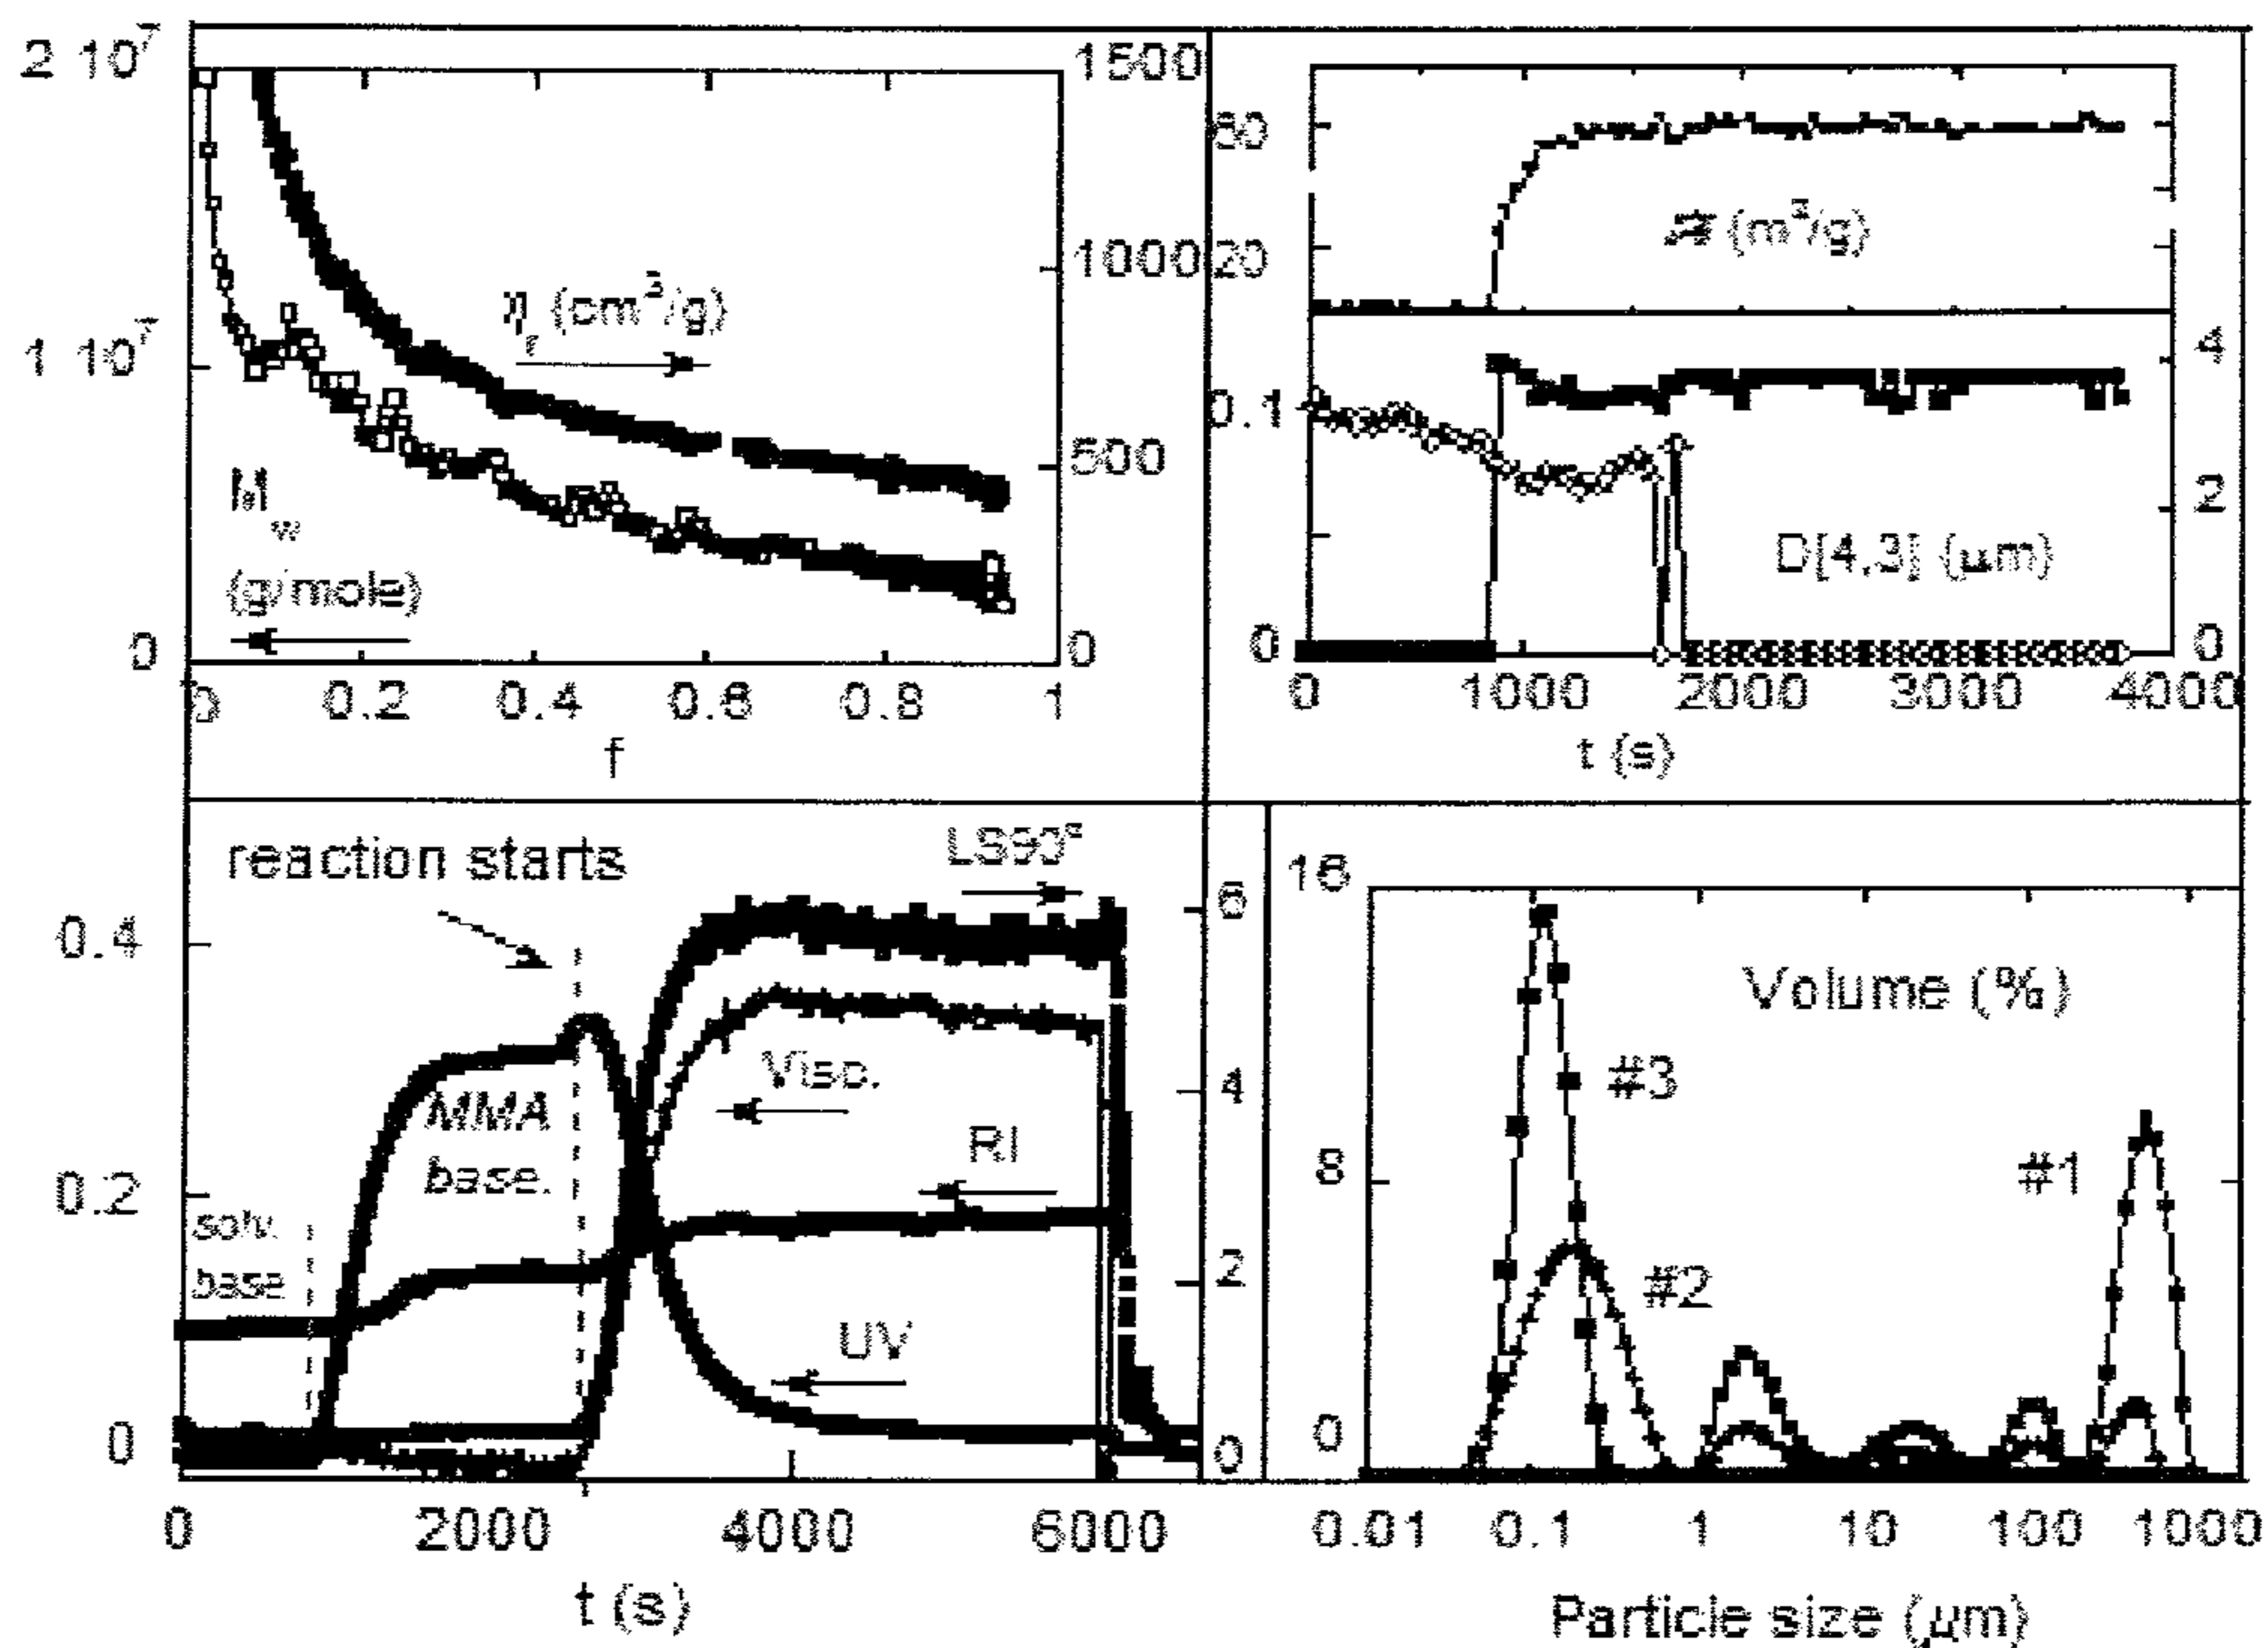 2 10⁷
1 10⁷
0
1500
1000
500
0
η_r (cm³/g)
M_w
(g/mole)
0 0.2 0.4 0.6 0.8 1
f
20
(m²/g)
0.1
0
4
2
0
D[4,3] (μm)
0 1000 2000 3000 4000
t (s)
reaction starts
LS90°
0.4
0.2
0
6
4
2
0
MMA
base.
solv.
base
Visc.
RI
UV
0 2000 4000 6000
t (s)
16
8
0
Volume (%)
#3
#2
#1
0.01 0.1 1 10 100 1000
Particle size (μm)